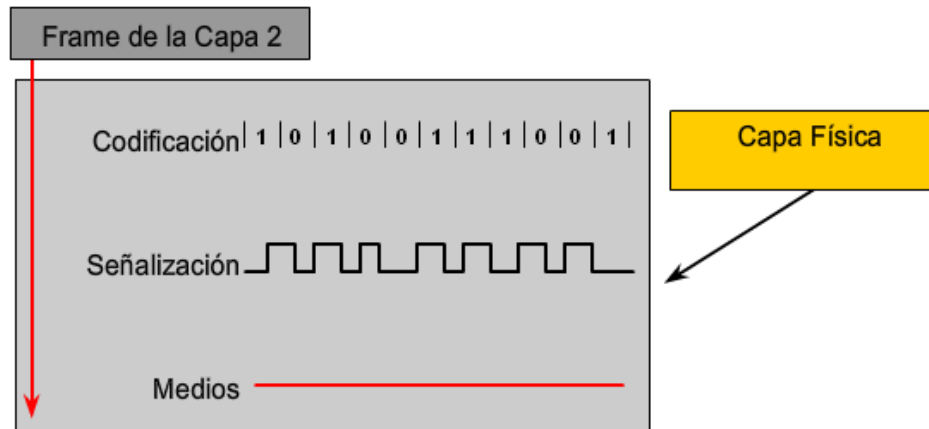 Frame de la Capa 2
Codificación | 1 | 0 | 1 | 0 | 0 | 1 | 1 | 1 | 0 | 0 | 1 |
Capa Física
Señalización
Medios